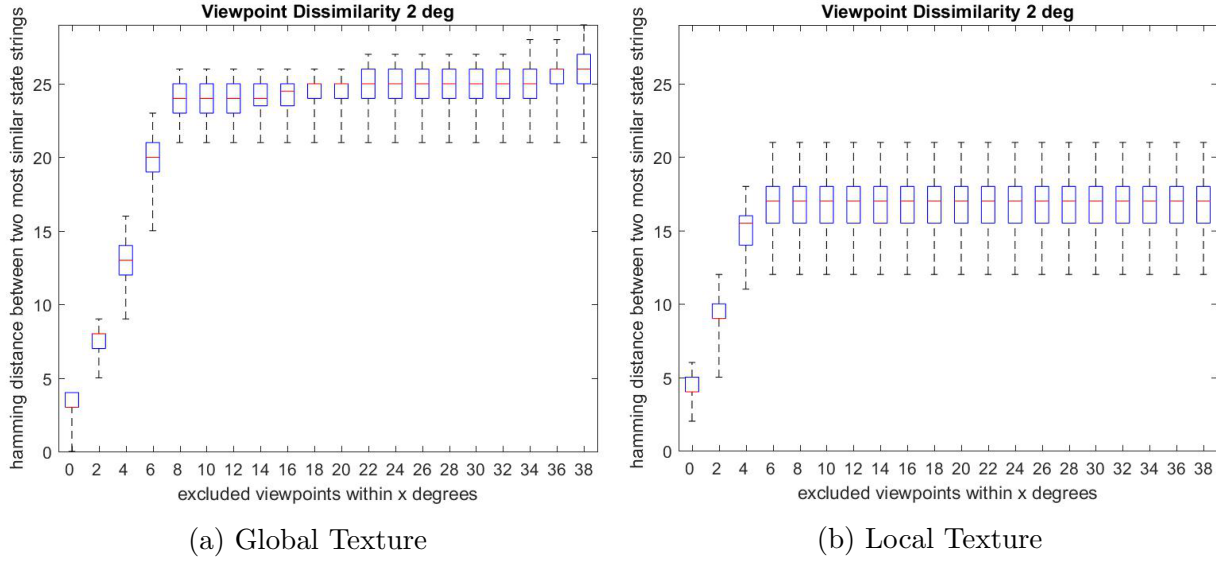 Viewpoint Dissimilarity 2 deg
hamming distance between two most similar state strings
25
20
15
10
5
0
0 2 4 6 8 10 12 14 16 18 20 22 24 26 28 30 32 34 36 38
excluded viewpoints within x degrees
(a) Global Texture
Viewpoint Dissimilarity 2 deg
hamming distance between two most similar state strings
25
20
15
10
5
0
0 2 4 6 8 10 12 14 16 18 20 22 24 26 28 30 32 34 36 38
excluded viewpoints within x degrees
(b) Local Texture